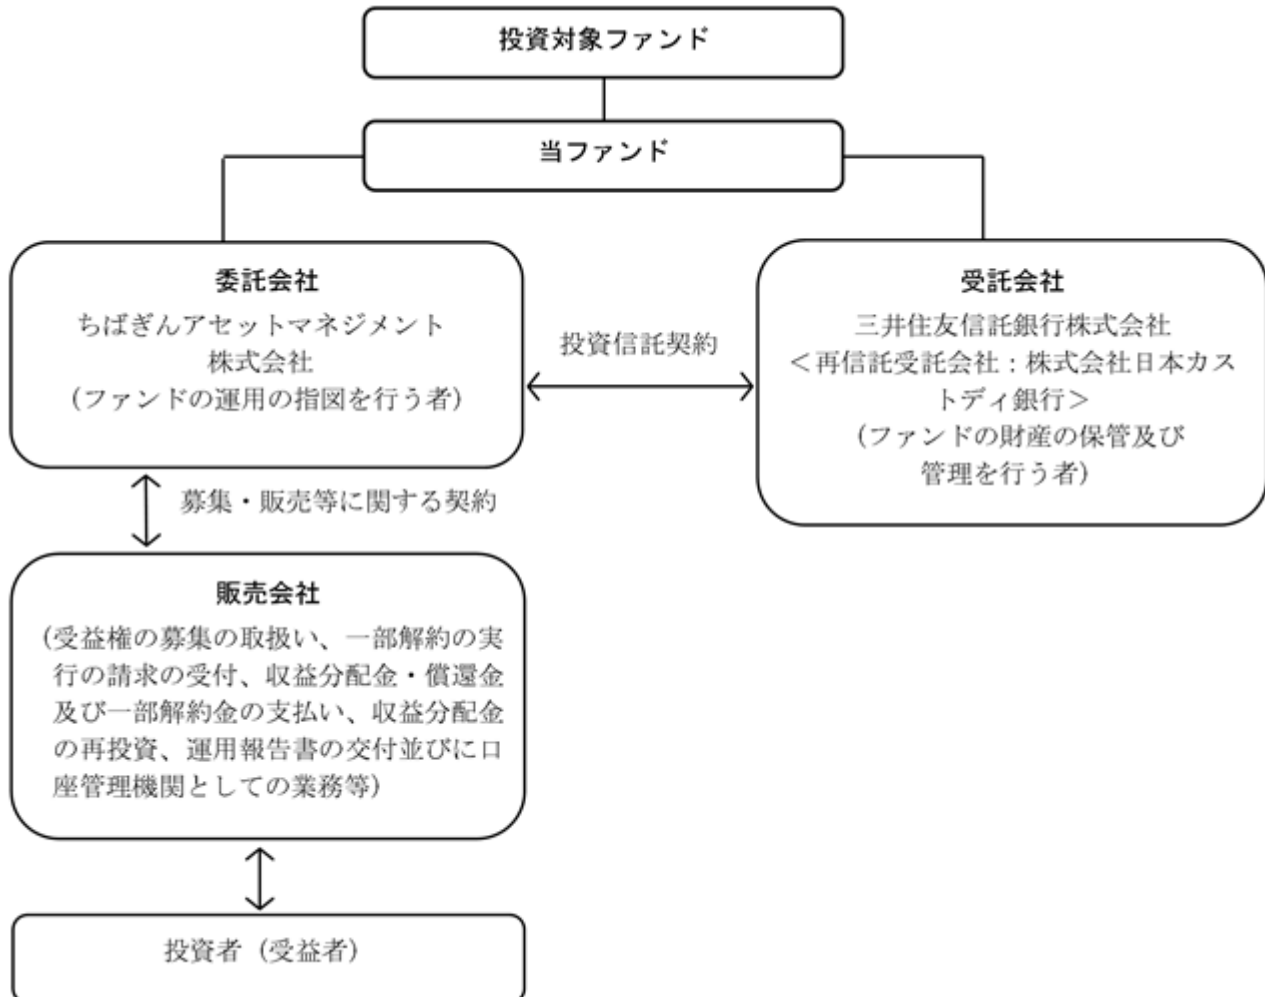 投資対象ファンド
当ファンド
委託会社
ちばぎんアセットマネジメント
株式会社
(ファンドの運用の指図を行う者)
投資信託契約
受託会社
三井住友信託銀行株式会社
＜再信託受託会社：株式会社日本カス
トディ銀行＞
(ファンドの財産の保管及び
管理を行う者)
募集・販売等に関する契約
販売会社
(受益権の募集の取扱い、一部解約の実
行の請求の受付、収益分配金・償還金
及び一部解約金の支払い、収益分配金
の再投資、運用報告書の交付並びに口
座管理機関としての業務等)
投資者 (受益者)